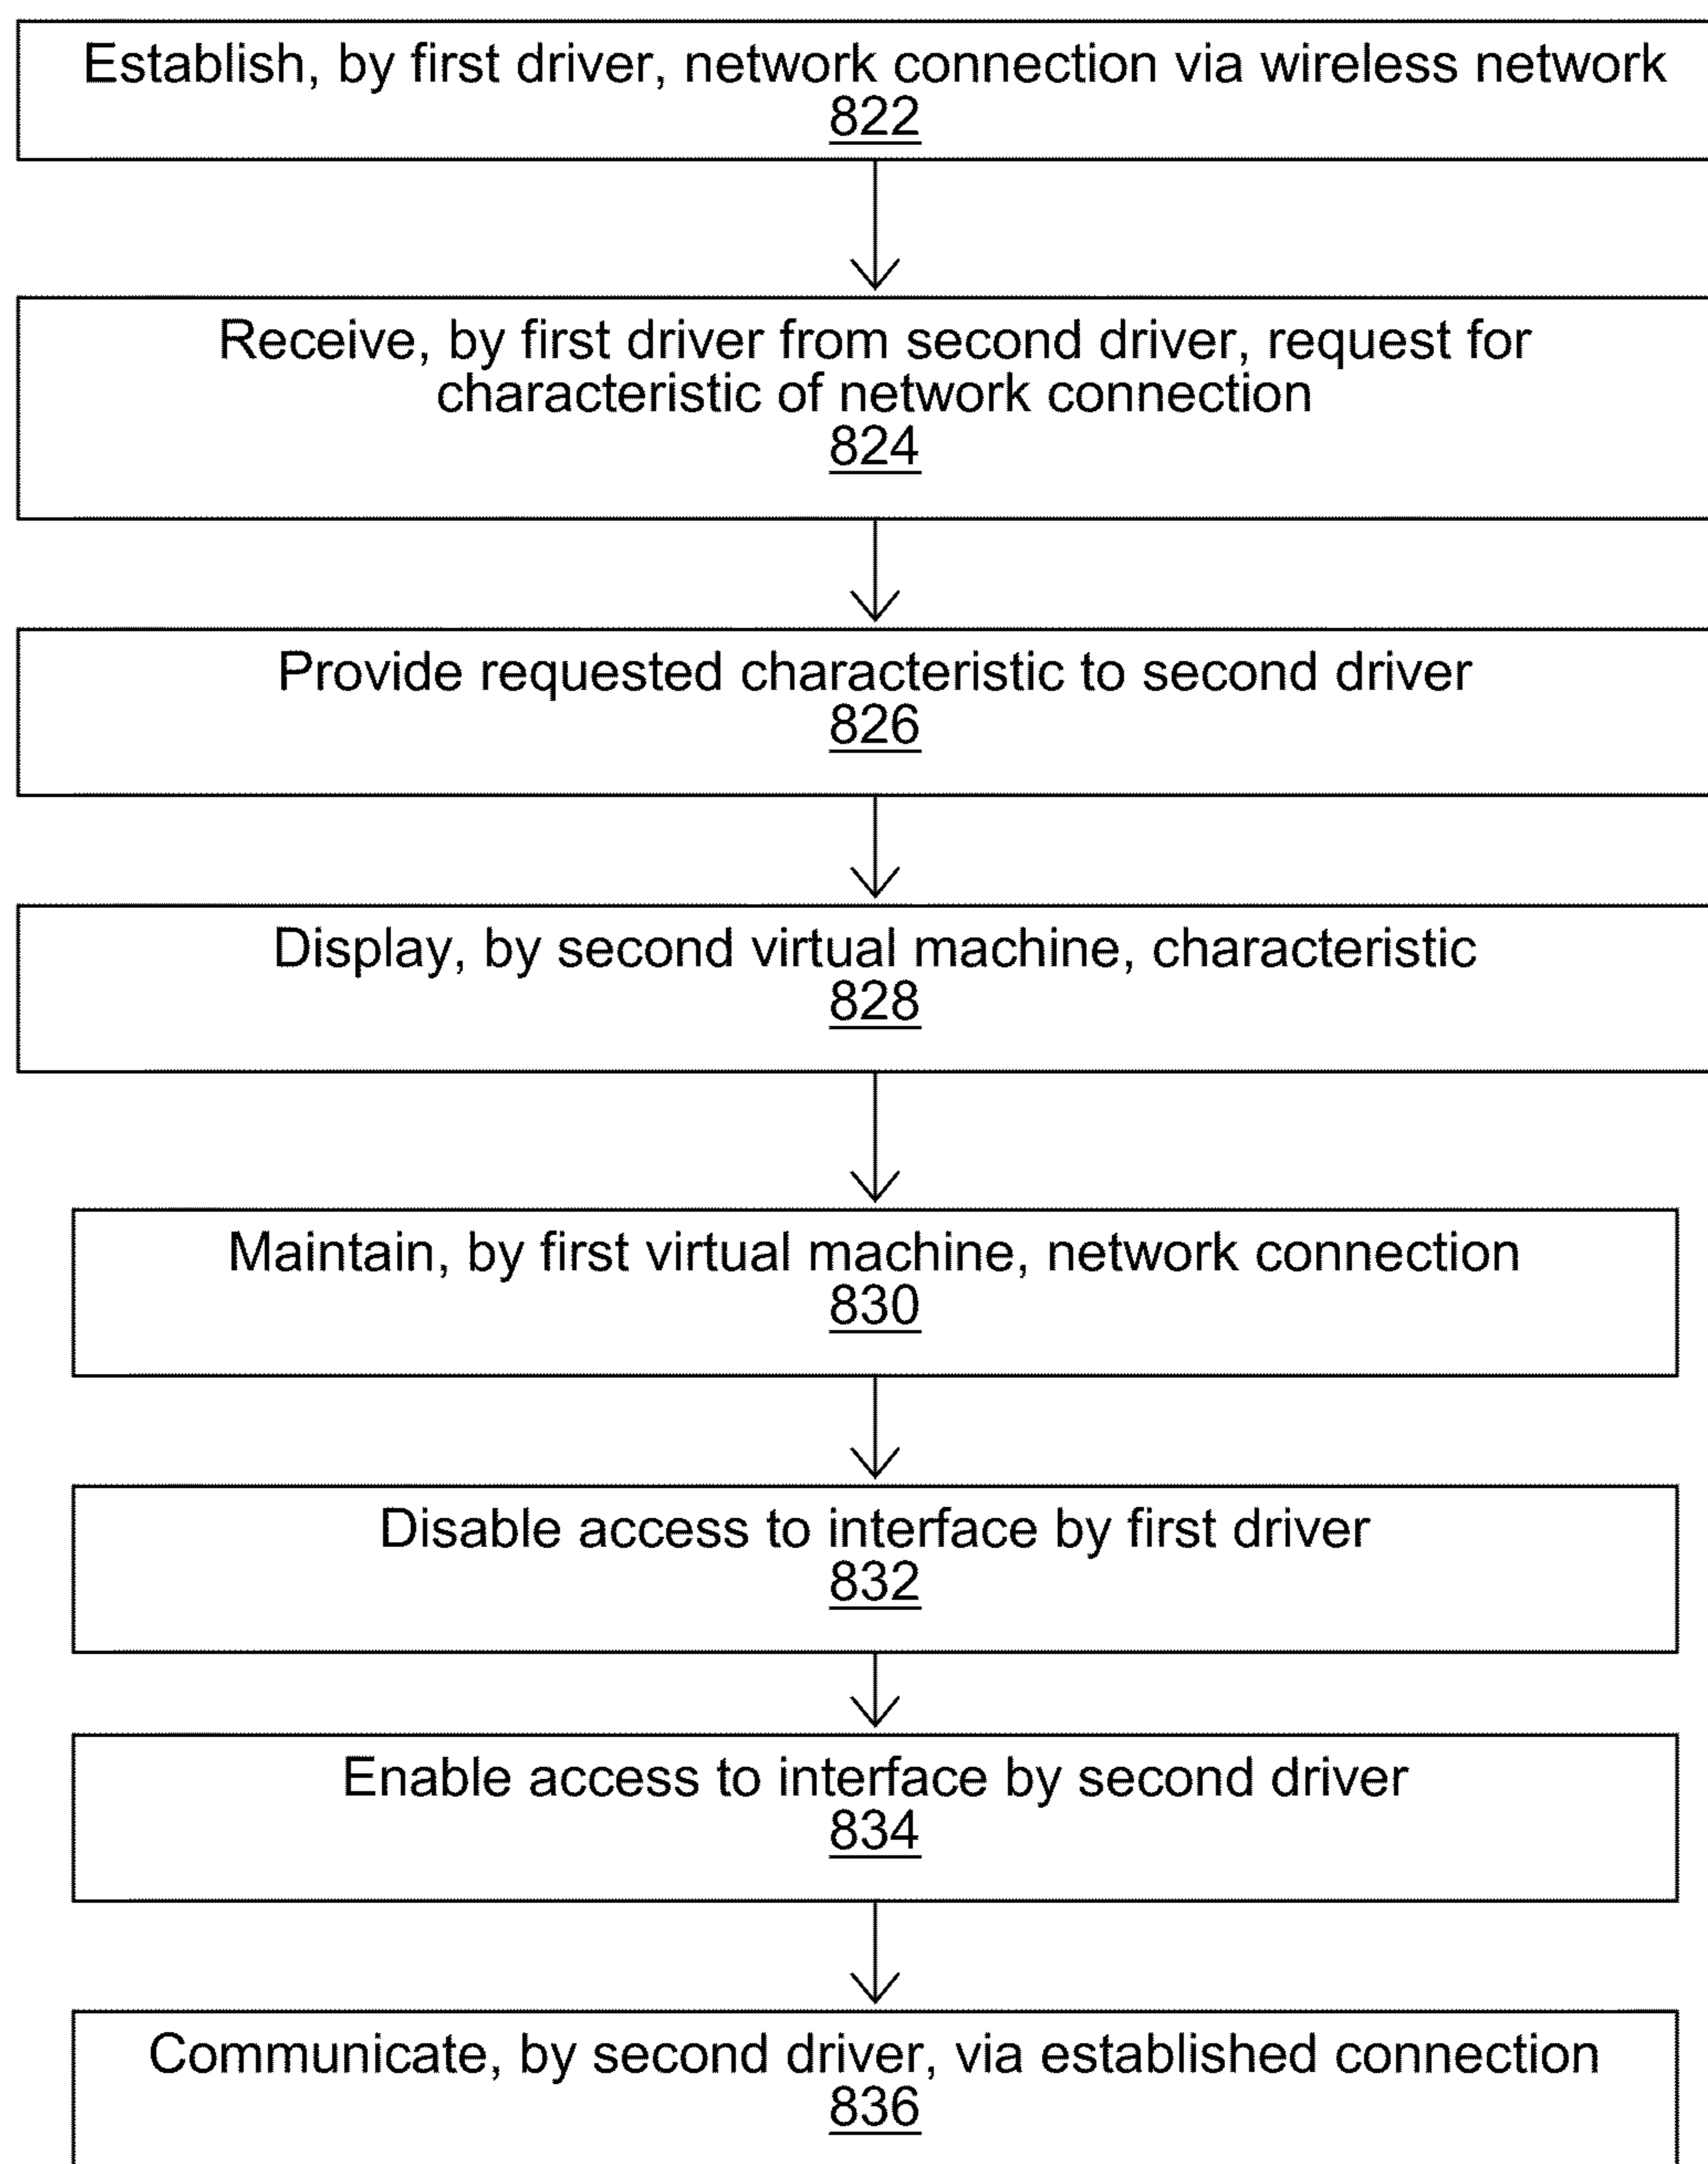 Establish, by first driver, network connection via wireless network
822
Receive, by first driver from second driver, request for
characteristic of network connection
824
Provide requested characteristic to second driver
826
Display, by second virtual machine, characteristic
828
Maintain, by first virtual machine, network connection
830
Disable access to interface by first driver
832
Enable access to interface by second driver
834
Communicate, by second driver, via established connection
836